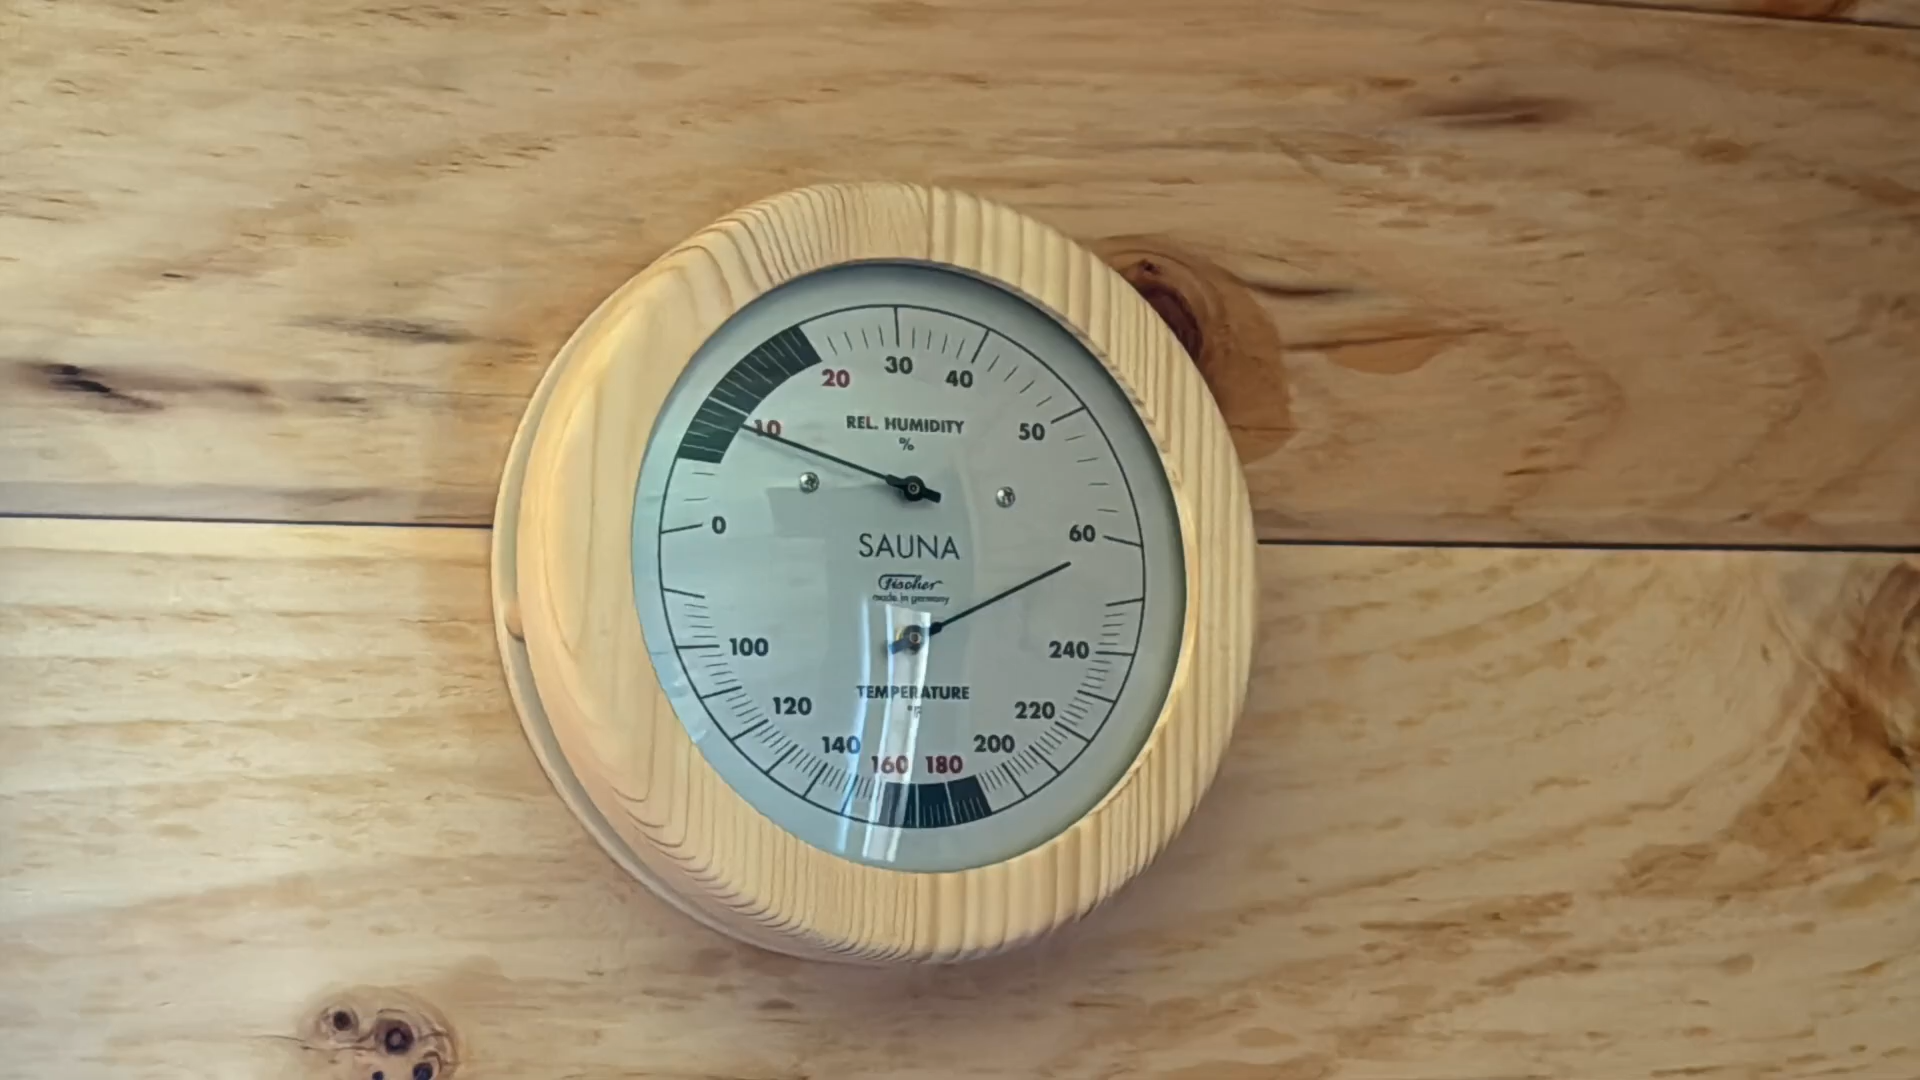 20 30 40
10 REL. HUMIDITY 50
%
0 60
SAUNA
Fischer
made in germany
100 240
120 TEMPERATURE 220
°F
140 160 180 200